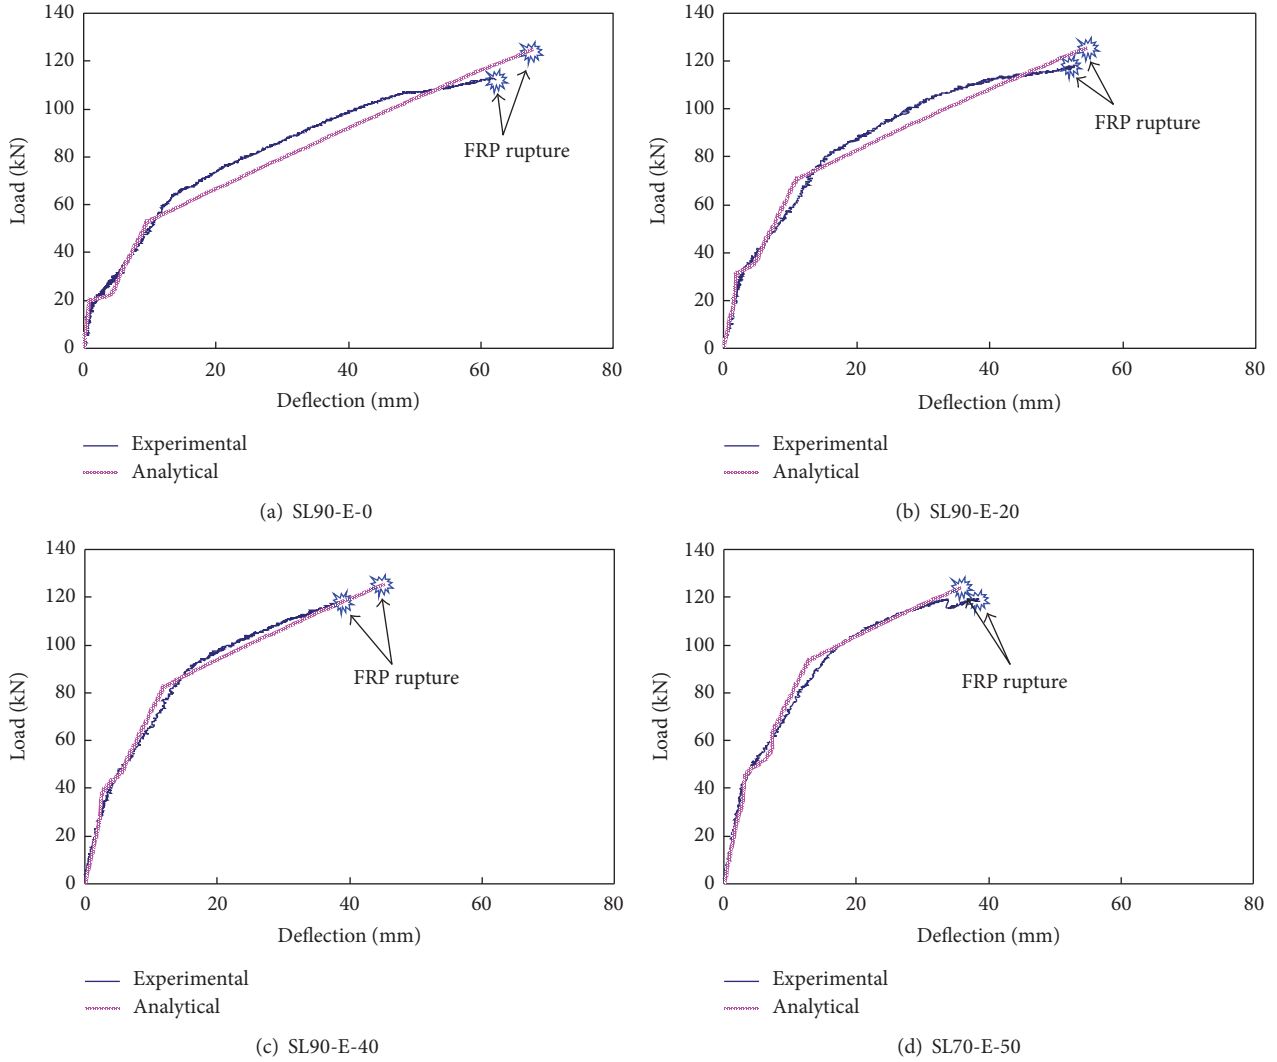 140
120
100
80
60
40
20
0
Load (kN)
0 20 40 60 80
Deflection (mm)
FRP rupture
Experimental
Analytical
(a) SL90-E-0
140
120
100
80
60
40
20
0
Load (kN)
0 20 40 60 80
Deflection (mm)
FRP rupture
Experimental
Analytical
(b) SL90-E-20
140
120
100
80
60
40
20
0
Load (kN)
0 20 40 60 80
Deflection (mm)
FRP rupture
Experimental
Analytical
(c) SL90-E-40
140
120
100
80
60
40
20
0
Load (kN)
0 20 40 60 80
Deflection (mm)
FRP rupture
Experimental
Analytical
(d) SL70-E-50